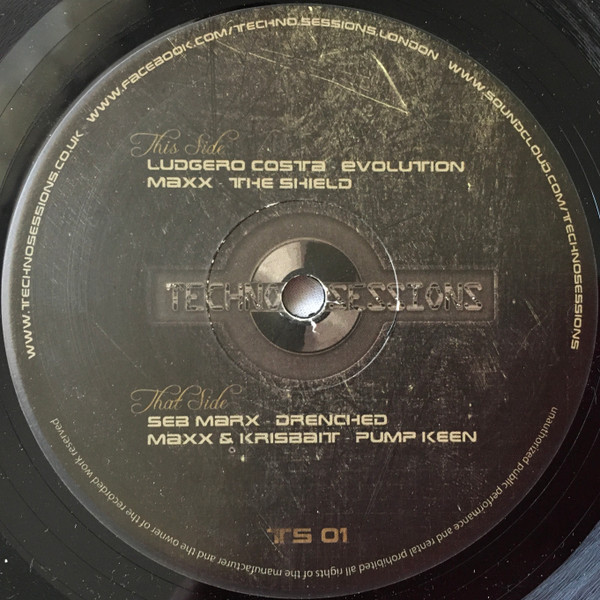 WWW.TECHNOSESSIONS.CO.UK WWW.FACEBOOK.COM/TECHNO.SESSIONS.LONDON WWW.SOUNDCLOUD.COM/TECHNOSESSIONS
This Side
LUDGERO COSTA - EVOLUTION
MAXX - THE SHIELD
TECHNO SESSIONS
That Side
SEB MARX - DRENCHED
MAXX & KRISBAIT - PUMP KEEN
TS 01
unauthorized public performance and rental prohibited all rights of the manufacturer and the owner of the recorded work reserved